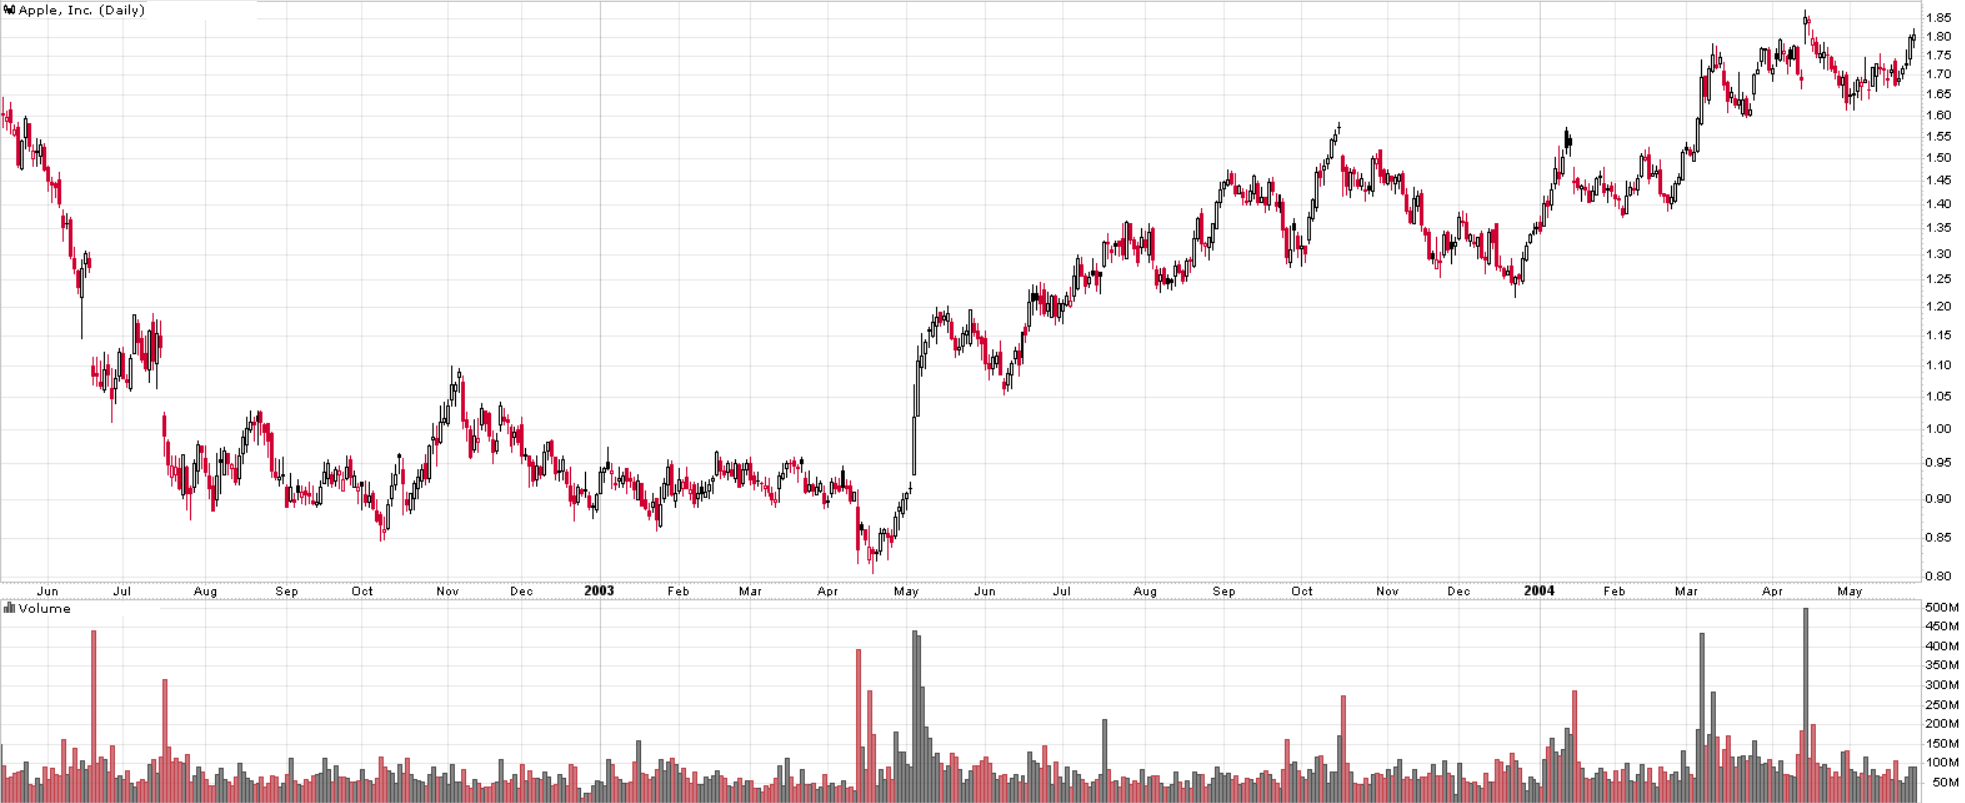 Apple, Inc. (Daily)
1.85
1.80
1.75
1.70
1.65
1.60
1.55
1.50
1.45
1.40
1.35
1.30
1.25
1.20
1.15
1.10
1.05
1.00
0.95
0.90
0.85
0.80
Jun Jul Aug Sep Oct Nov Dec 2003 Feb Mar Apr May Jun Jul Aug Sep Oct Nov Dec 2004 Feb Mar Apr May
Volume
500M
450M
400M
350M
300M
250M
200M
150M
100M
50M